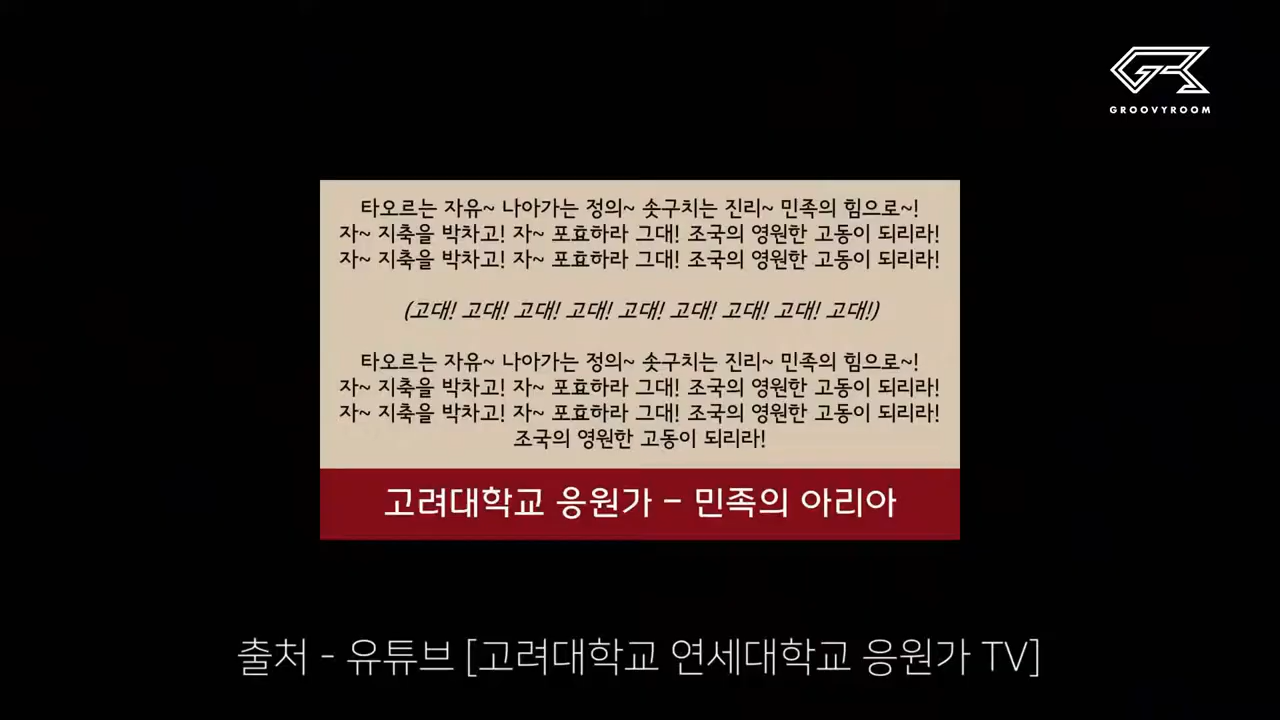 GROOVYROOM
타오르는 자유~ 나아가는 정의~ 솟구치는 진리~ 민족의 힘으로~!
자~ 지축을 박차고! 자~ 포효하라 그대! 조국의 영원한 고동이 되리라!
자~ 지축을 박차고! 자~ 포효하라 그대! 조국의 영원한 고동이 되리라!
(고대! 고대! 고대! 고대! 고대! 고대! 고대! 고대! 고대!)
타오르는 자유~ 나아가는 정의~ 솟구치는 진리~ 민족의 힘으로~!
자~ 지축을 박차고! 자~ 포효하라 그대! 조국의 영원한 고동이 되리라!
자~ 지축을 박차고! 자~ 포효하라 그대! 조국의 영원한 고동이 되리라!
조국의 영원한 고동이 되리라!
고려대학교 응원가 – 민족의 아리아
출처 - 유튜브 [고려대학교 연세대학교 응원가 TV]